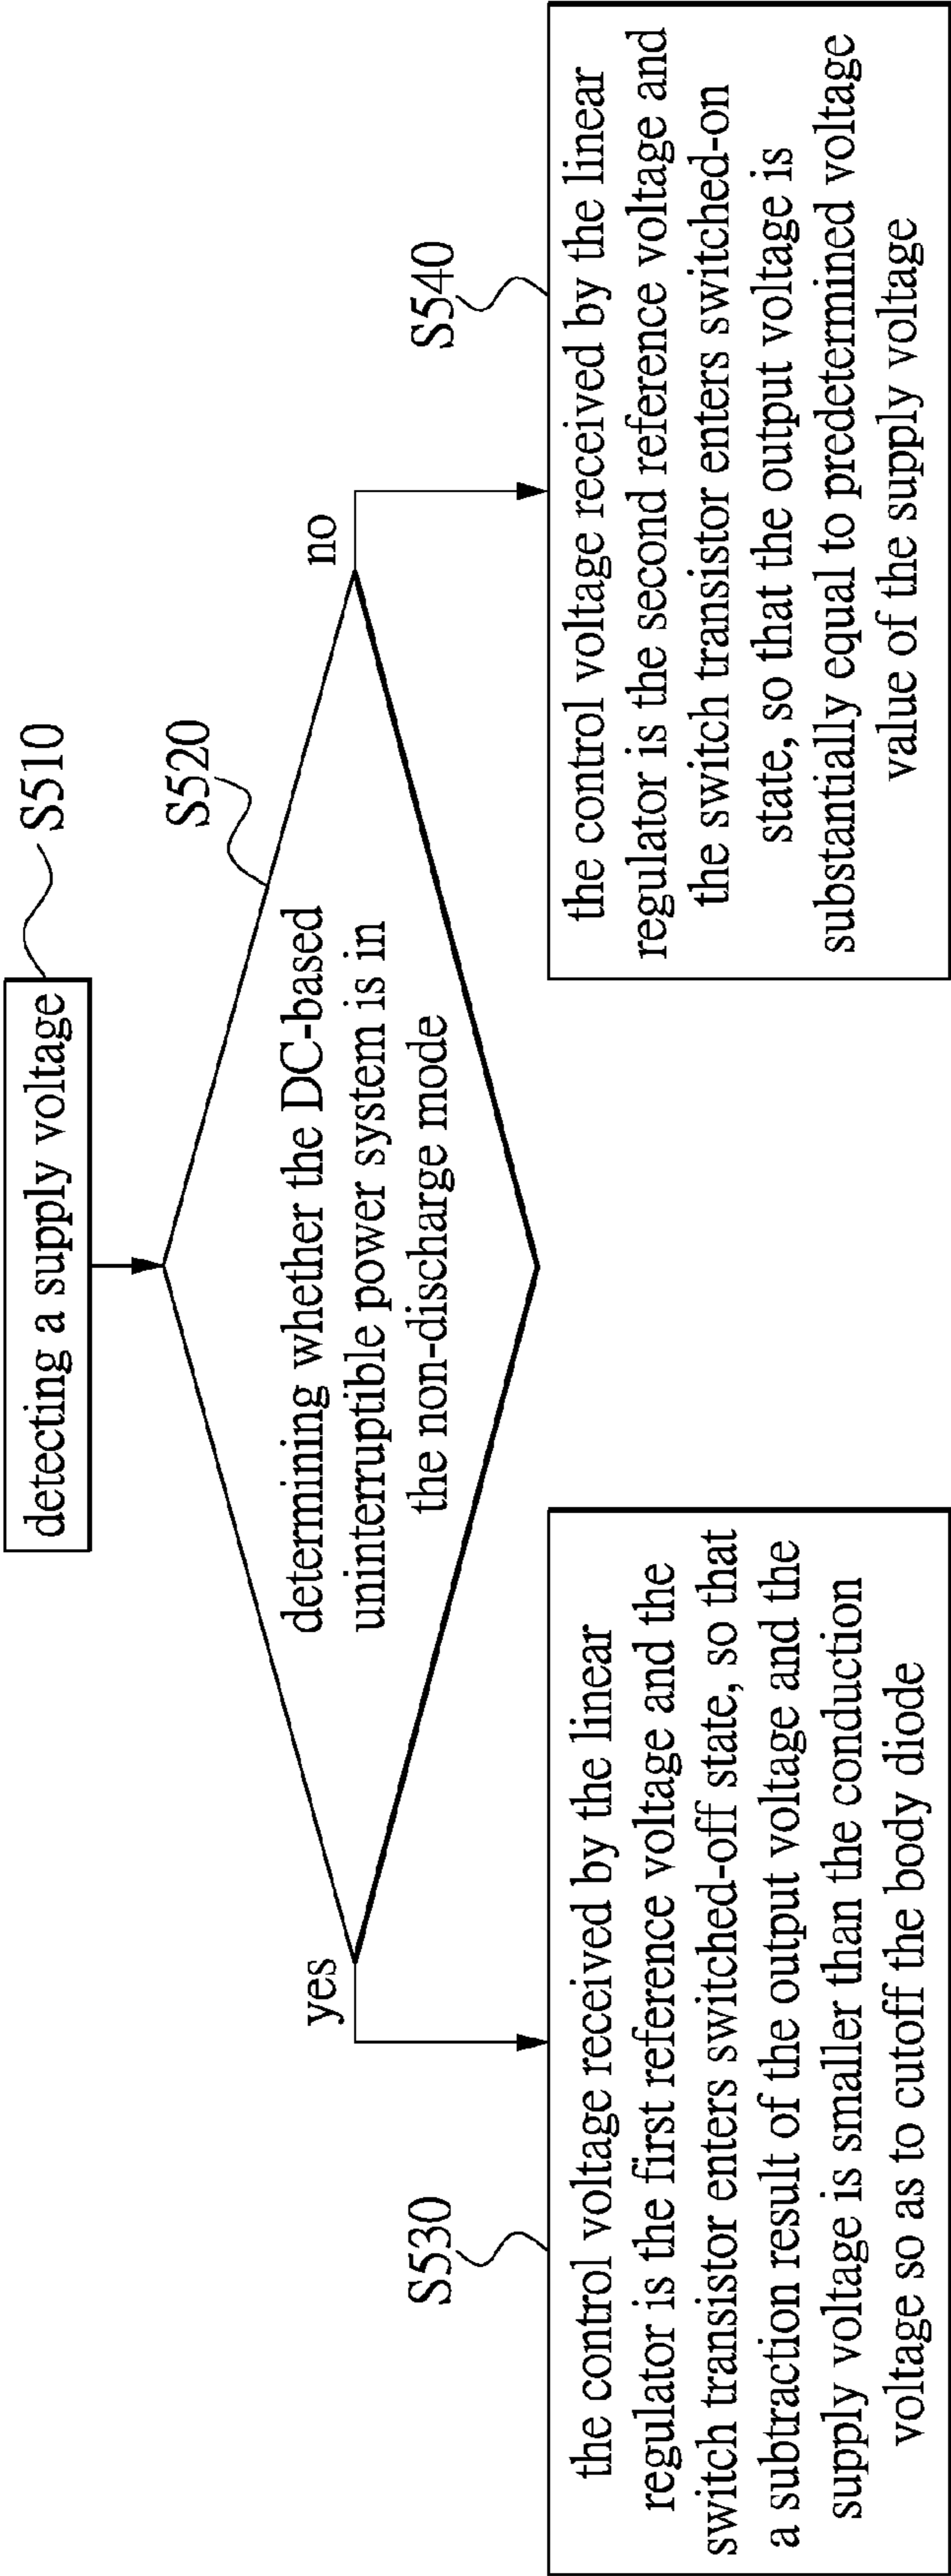 detecting a supply voltage
S510
S520
determining whether the DC-based
uninterruptible power system is in
the non-discharge mode
yes
no
S530
the control voltage received by the linear
regulator is the first reference voltage and the
switch transistor enters switched-off state, so that
a subtraction result of the output voltage and the
supply voltage is smaller than the conduction
voltage so as to cutoff the body diode
S540
the control voltage received by the linear
regulator is the second reference voltage and
the switch transistor enters switched-on
state, so that the output voltage is
substantially equal to predetermined voltage
value of the supply voltage